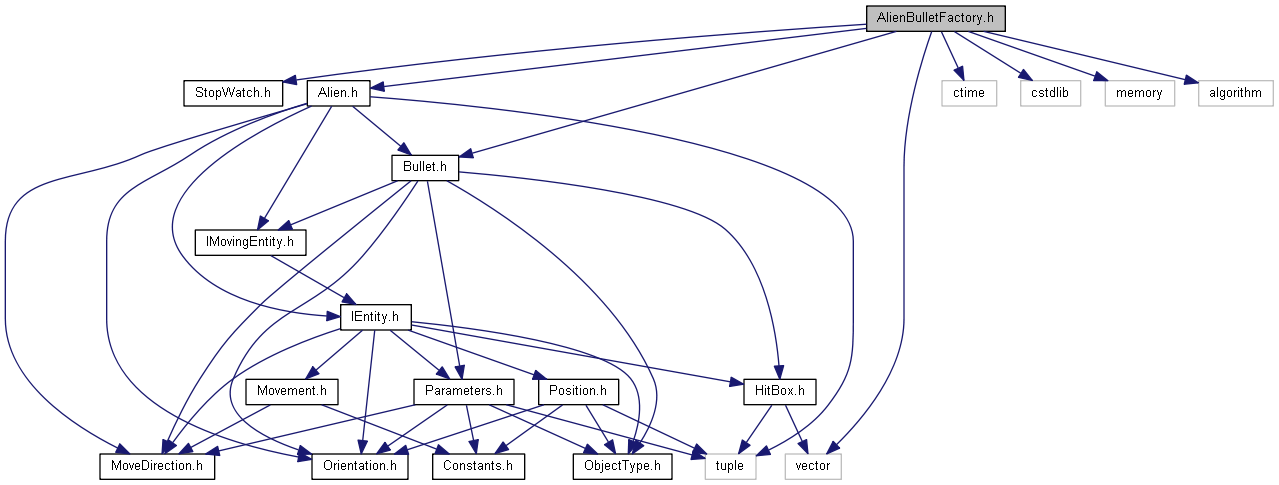 AlienBulletFactory.h
StopWatch.h
Alien.h
ctime
cstdlib
memory
algorithm
Bullet.h
IMovingEntity.h
IEntity.h
Movement.h
Parameters.h
Position.h
HitBox.h
MoveDirection.h
Orientation.h
Constants.h
ObjectType.h
tuple
vector